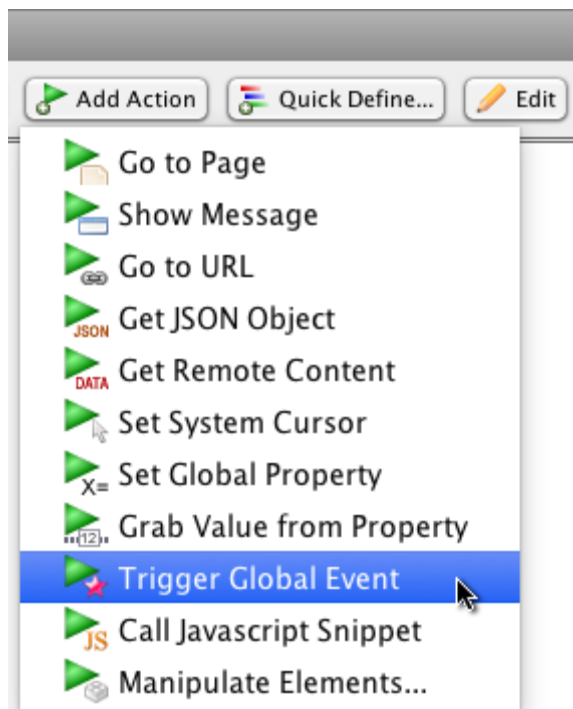 Add Action Quick Define... Edit
Go to Page
Show Message
Go to URL
JSON Get JSON Object
DATA Get Remote Content
Set System Cursor
X= Set Global Property
12 Grab Value from Property
Trigger Global Event
JS Call Javascript Snippet
Manipulate Elements...